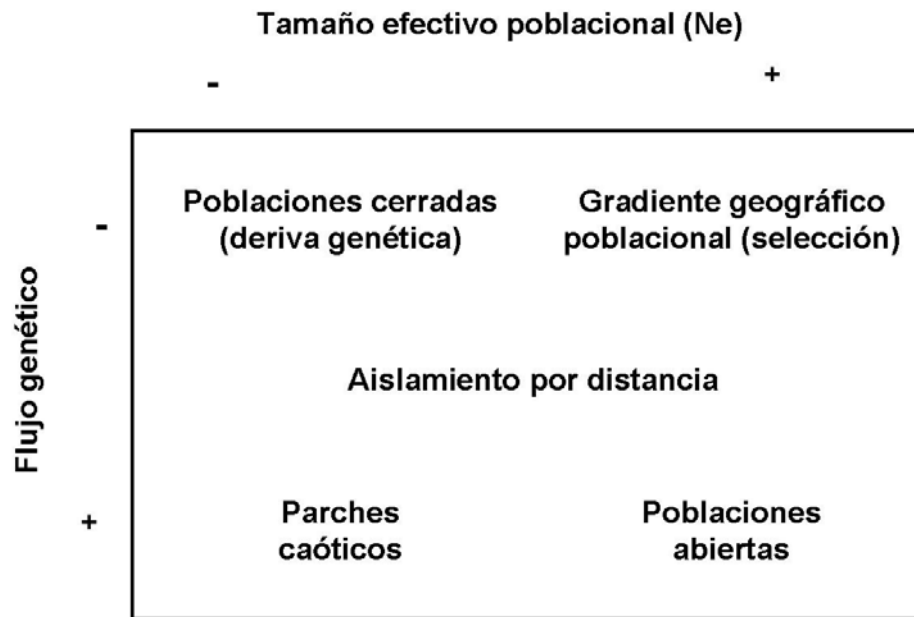 Tamaño efectivo poblacional (Ne)
- +
Poblaciones cerradas
(deriva genética)
Gradiente geográfico
poblacional (selección)
-
Flujo genético
Aislamiento por distancia
+
Parches
caóticos
Poblaciones
abiertas